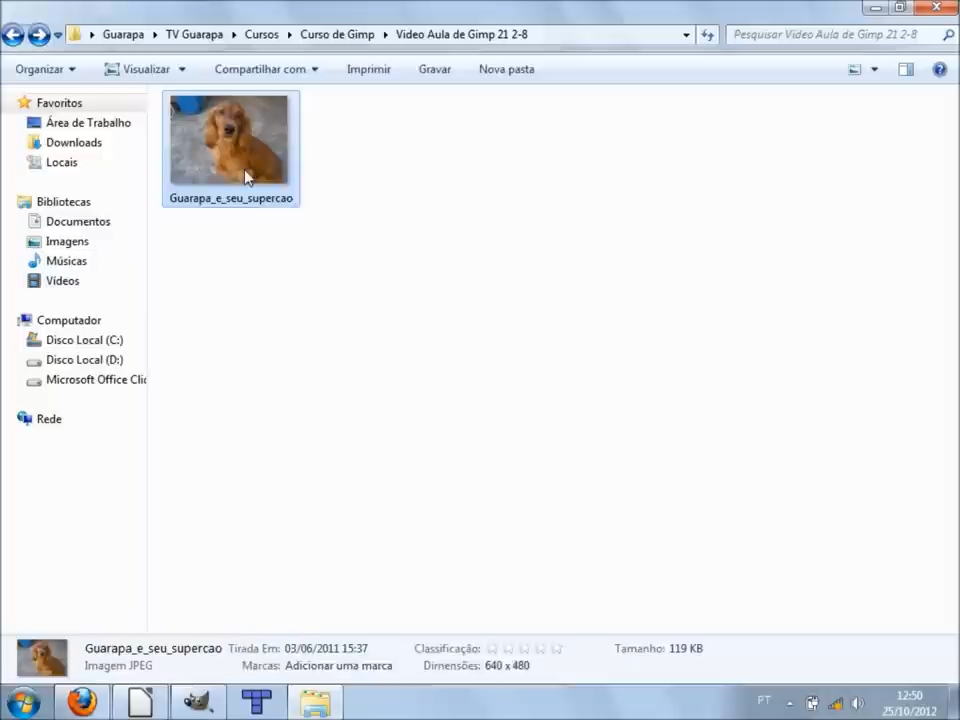 Guarapa ▸ TV Guarapa ▸ Cursos ▸ Curso de Gimp ▸ Video Aula de Gimp 21 2-8
Pesquisar Video Aula de Gimp 21 2-8
Organizar Visualizar Compartilhar com Imprimir Gravar Nova pasta
Favoritos
Área de Trabalho
Downloads
Locais
Bibliotecas
Documentos
Imagens
Músicas
Vídeos
Computador
Disco Local (C:)
Disco Local (D:)
Microsoft Office Clic
Rede
Guarapa_e_seu_supercao
Guarapa_e_seu_supercao Tirada Em: 03/06/2011 15:37 Classificação: Tamanho: 119 KB
Imagem JPEG Marcas: Adicionar uma marca Dimensões: 640 x 480
PT
12:50
25/10/2012